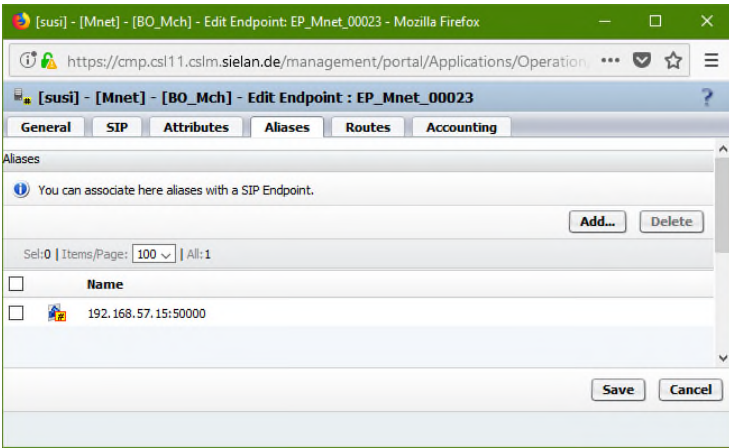 [susi] - [Mnet] - [BO_Mch] - Edit Endpoint: EP_Mnet_00023 - Mozilla Firefox
https://cmp.csl11.cslm.sielan.de/management/portal/Applications/Operation
[susi] - [Mnet] - [BO_Mch] - Edit Endpoint : EP_Mnet_00023 ?
General SIP Attributes Aliases Routes Accounting
Aliases
You can associate here aliases with a SIP Endpoint.
Add... Delete
Sel:0 | Items/Page: 100 | All:1
Name
192.168.57.15:50000
Save Cancel